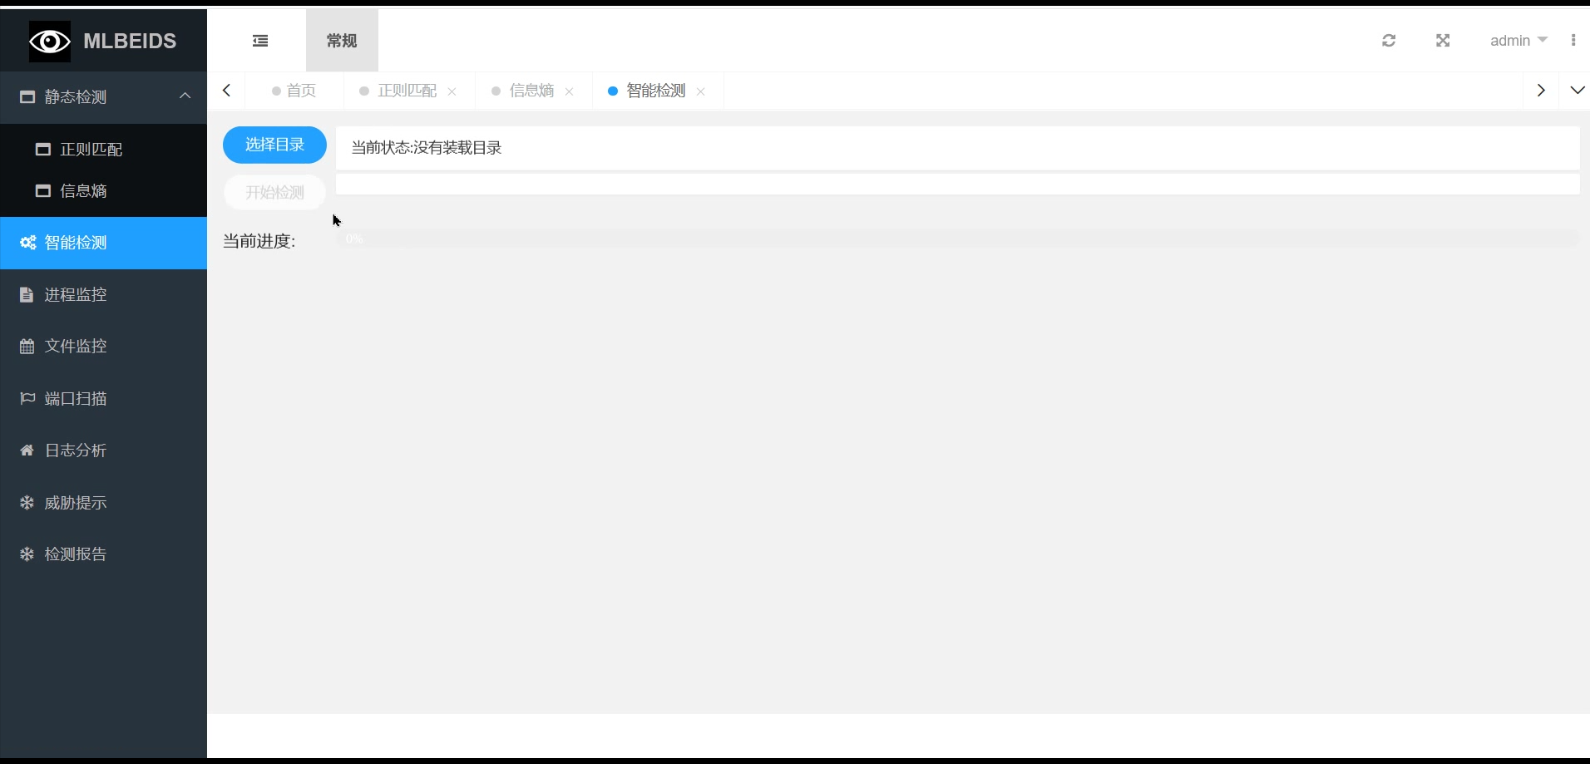 MLBEIDS
常规
admin
静态检测
正则匹配
信息熵
智能检测
进程监控
文件监控
端口扫描
日志分析
威胁提示
检测报告
首页
正则匹配
信息熵
智能检测
选择目录
当前状态:没有装载目录
开始检测
当前进度:
0%